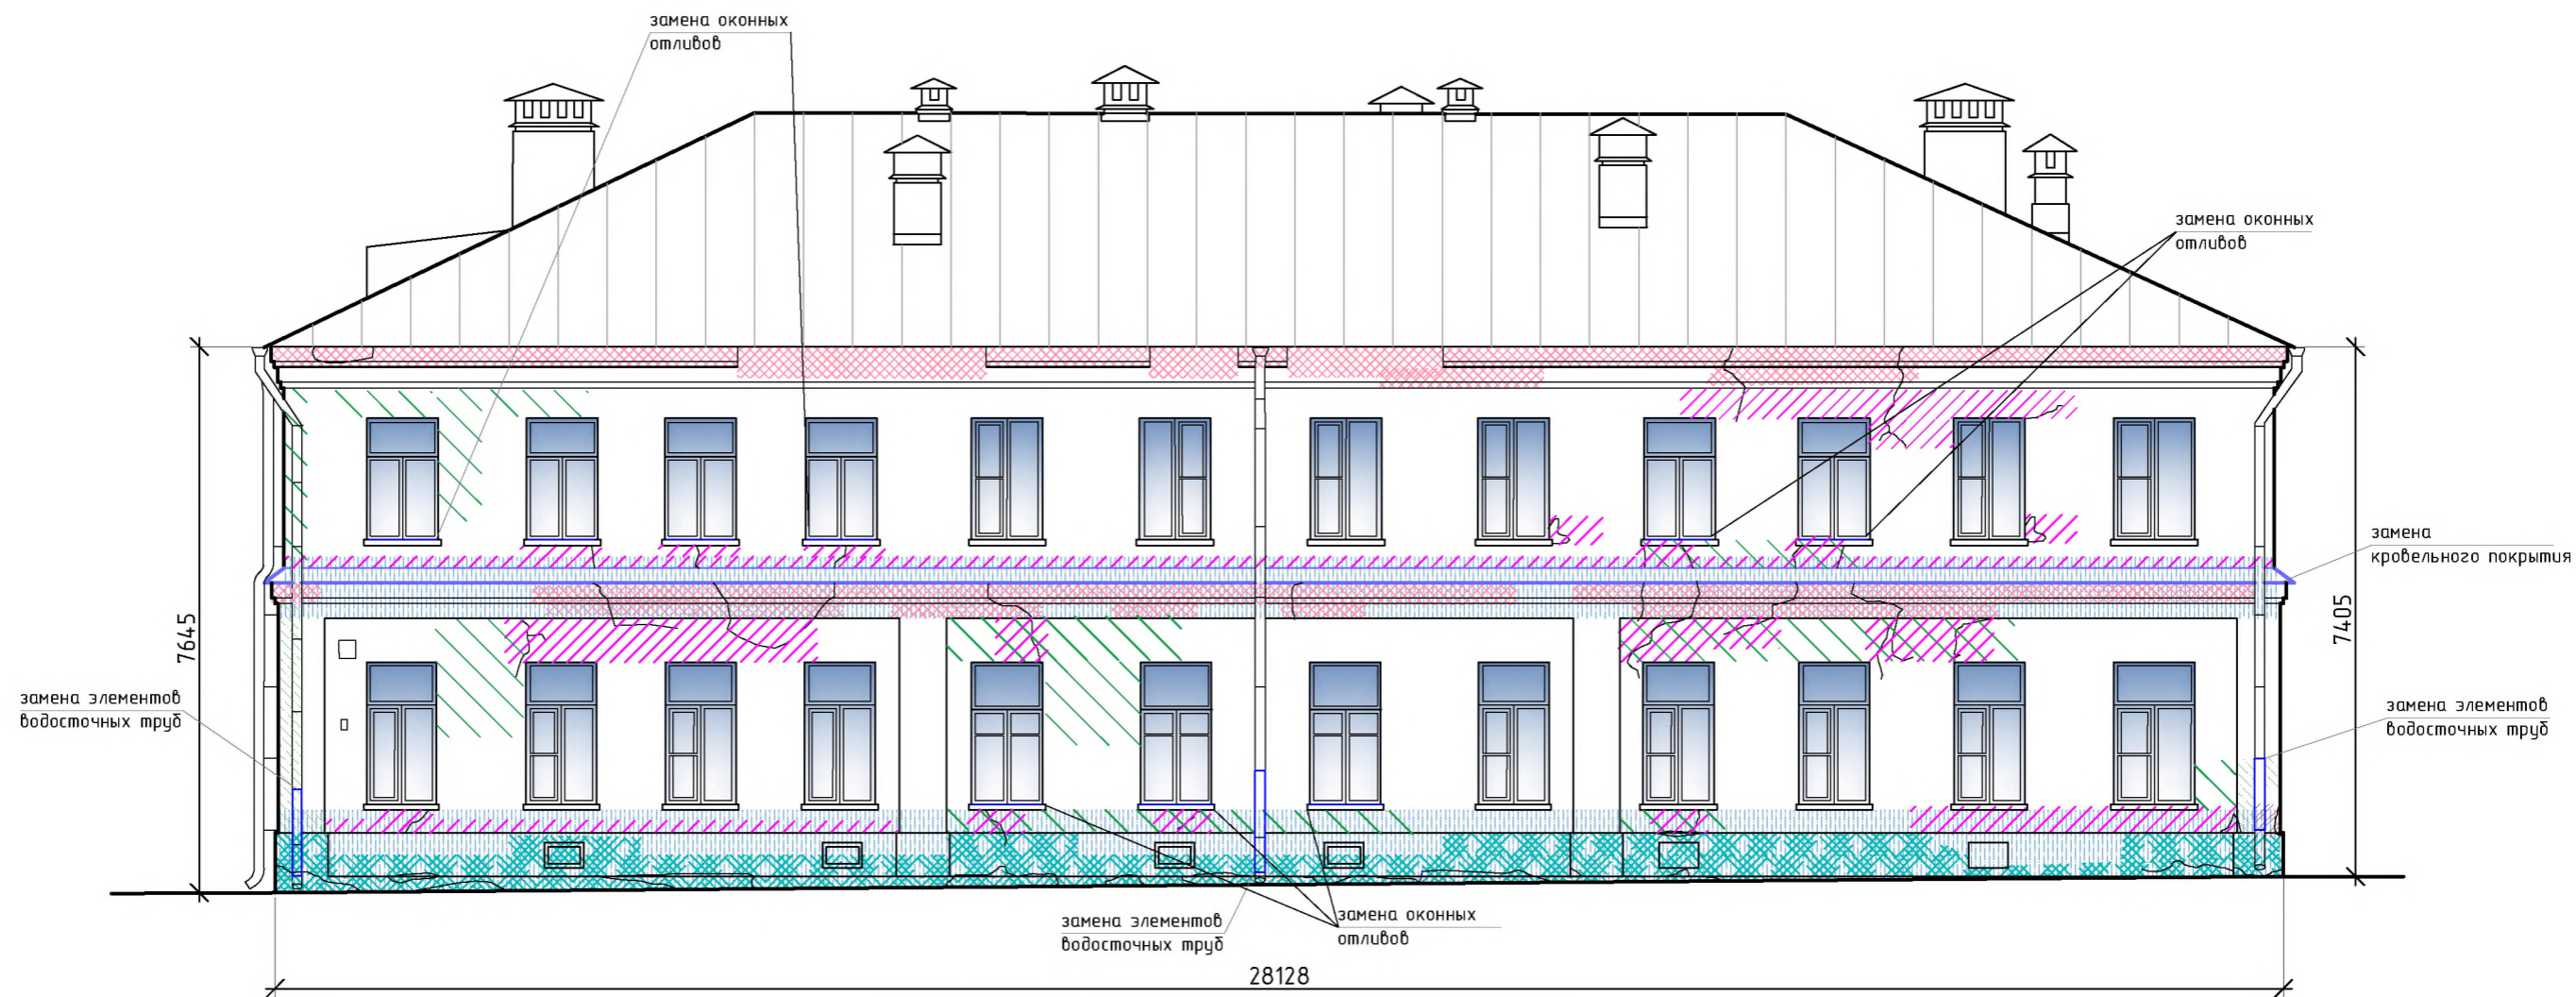 замена оконных
отливов
замена оконных
отливов
замена
кровельного покрытия
7645
7405
замена элементов
водосточных труб
замена элементов
водосточных труб
замена элементов
водосточных труб
замена оконных
отливов
28128